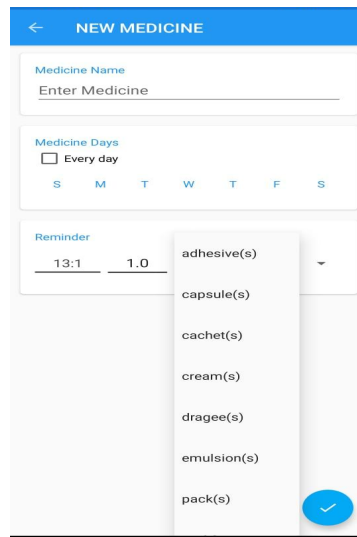 NEW MEDICINE
Medicine Name
Enter Medicine
Medicine Days
Every day
S M T W T F S
Reminder
13:1 1.0
adhesive(s)
capsule(s)
cachet(s)
cream(s)
dragee(s)
emulsion(s)
pack(s)